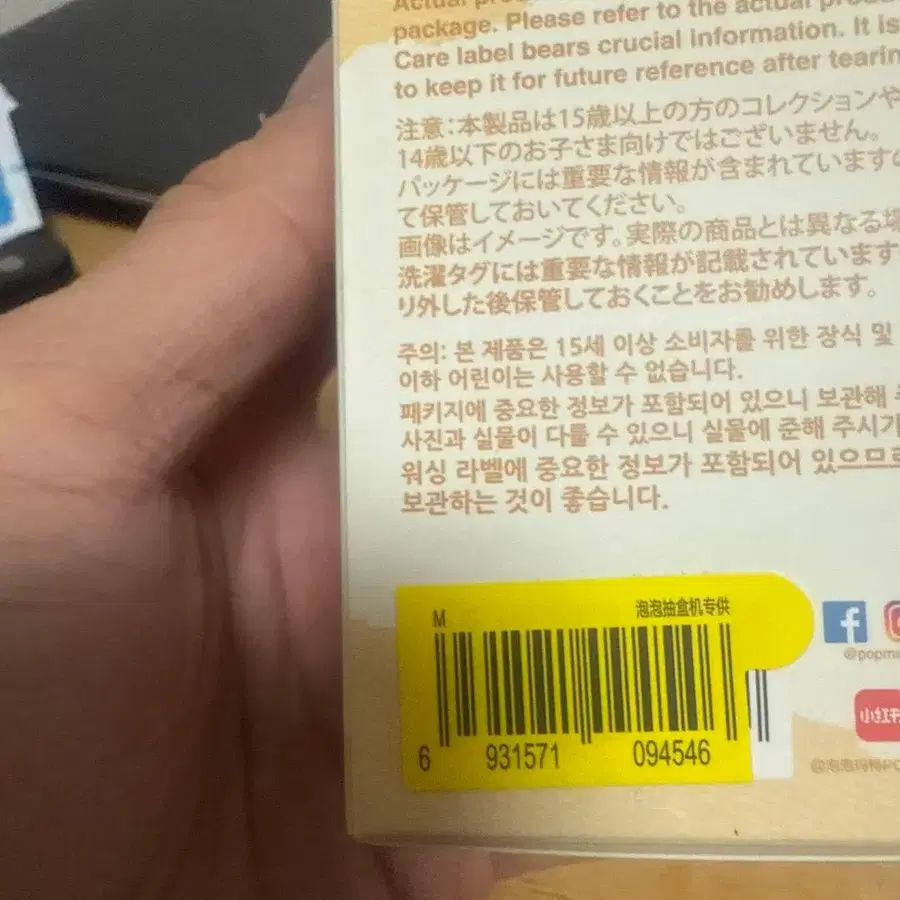 package. Please refer to the actual
Care label bears crucial information. It is
to keep it for future reference after
注意:本製品は15歳以上の方のコレクションや
14歳以下のお子さま向けではございません。
パッケージには重要な情報が含まれています
て保管しておいてください。
画像はイメージです。実際の商品とは異なる場
洗濯タグには重要な情報が記載されています
り外した後保管しておくことをお勧めします。
주의: 본 제품은 15세 이상 소비자를 위한 장식 및
이하 어린이는 사용할 수 없습니다.
패키지에 중요한 정보가 포함되어 있으니 보관해
사진과 실물이 다를 수 있으니 실물에 준해 주시기
워싱 라벨에 중요한 정보가 포함되어 있으므로
보관하는 것이 좋습니다.
M 泡泡抽盒机专供
6 931571 094546